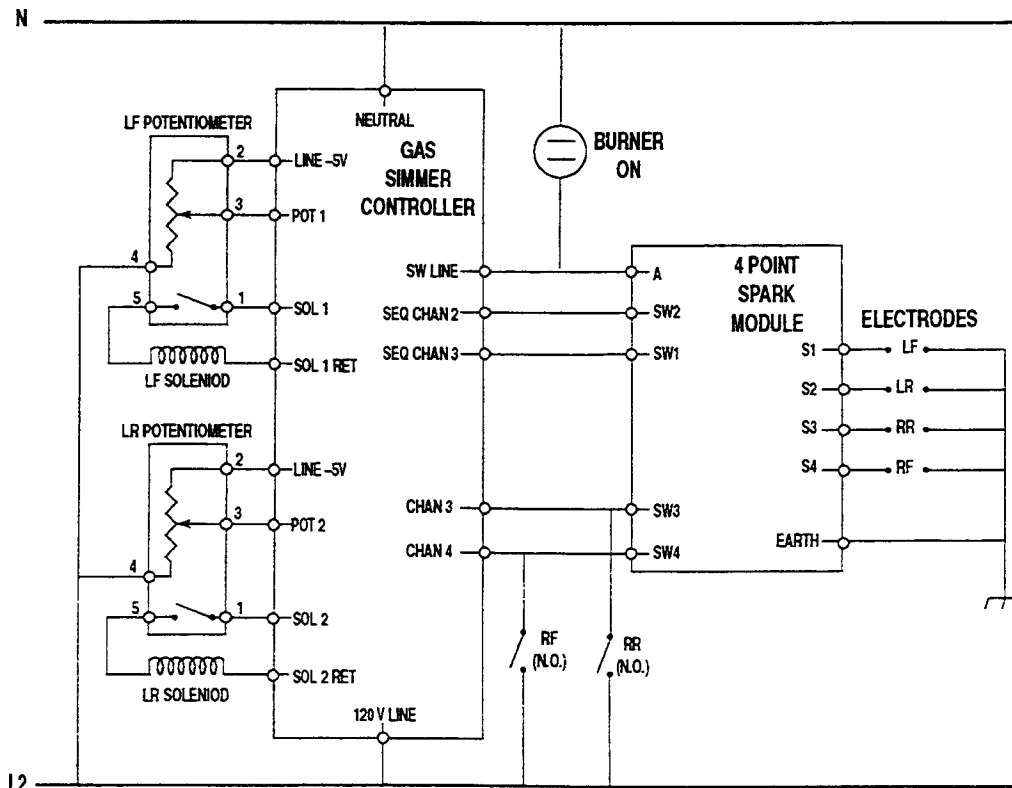 N
NEUTRAL
LF POTENTIOMETER
GAS
SIMMER
CONTROLLER
BURNER
ON
2
LINE -5V
3
POT 1
4
SW LINE
A
4 POINT
SPARK
MODULE
5
1
SOL 1
SEQ CHAN 2
SW2
ELECTRODES
SEQ CHAN 3
SW1
S1
LF
SOL 1 RET
LF SOLENIOD
S2
LR
S3
RR
S4
RF
LR POTENTIOMETER
2
LINE -5V
3
POT 2
CHAN 3
SW3
CHAN 4
SW4
EARTH
4
5
1
SOL 2
RF
(N.O.)
RR
(N.O.)
SOL 2 RET
LR SOLENIOD
120 V LINE
L2